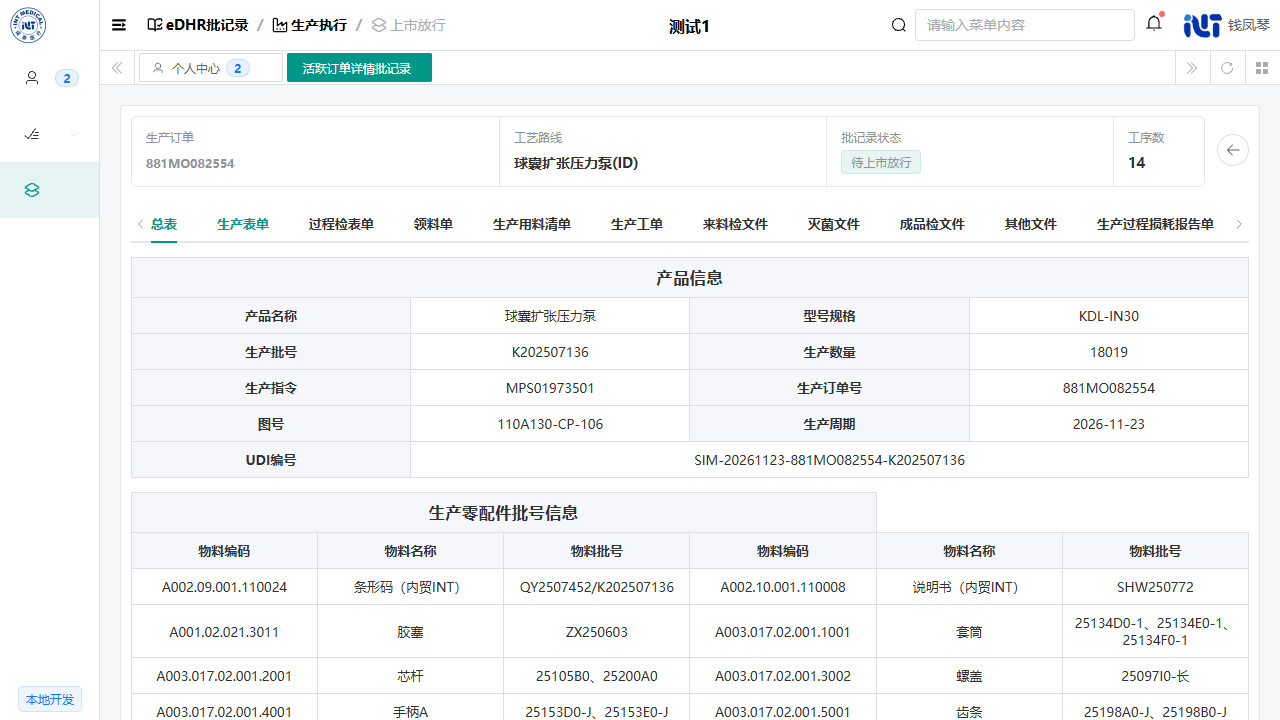 eDHR批记录 / 生产执行 / 上市放行
测试1
请输入菜单内容
钱凤琴
2
个人中心 2
活跃订单详情批记录
生产订单
881MO082554
工艺路线
球囊扩张压力泵(ID)
批记录状态
待上市放行
工序数
14
总表 生产表单 过程检表单 领料单 生产用料清单 生产工单 来料检文件 灭菌文件 成品检文件 其他文件 生产过程损耗报告单
产品信息
产品名称 球囊扩张压力泵 型号规格 KDL-IN30
生产批号 K202507136 生产数量 18019
生产指令 MPS01973501 生产订单号 881MO082554
图号 110A130-CP-106 生产周期 2026-11-23
UDI编号 SIM-20261123-881MO082554-K202507136
生产零配件批号信息
物料编码 物料名称 物料批号 物料编码 物料名称 物料批号
A002.09.001.110024 条形码（内贸INT） QY2507452/K202507136 A002.10.001.110008 说明书（内贸INT） SHW250772
A001.02.021.3011 胶塞 ZX250603 A003.017.02.001.1001 套筒 25134D0-1、25134E0-1、
25134F0-1
A003.017.02.001.2001 芯杆 25105B0、25200A0 A003.017.02.001.3002 螺盖 25097I0-长
A003.017.02.001.4001 手柄A 25153D0-J、25153E0-J A003.017.02.001.5001 齿条 25198A0-J、25198B0-J
本地开发